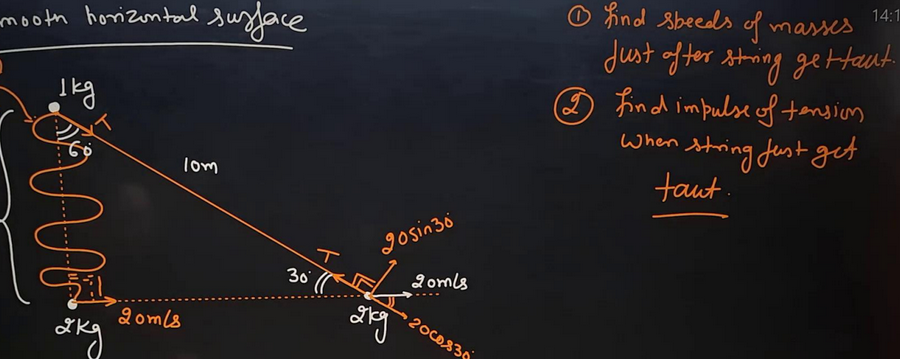 mooth horizontal surface
① find speeds of masses
Just after string get taut.
② find impulse of tension
when string just get
taut.
14:1
1kg
T
60°
10m
T
20sin30°
30°
20m/s
20m/s
2kg
2kg
20cos30°